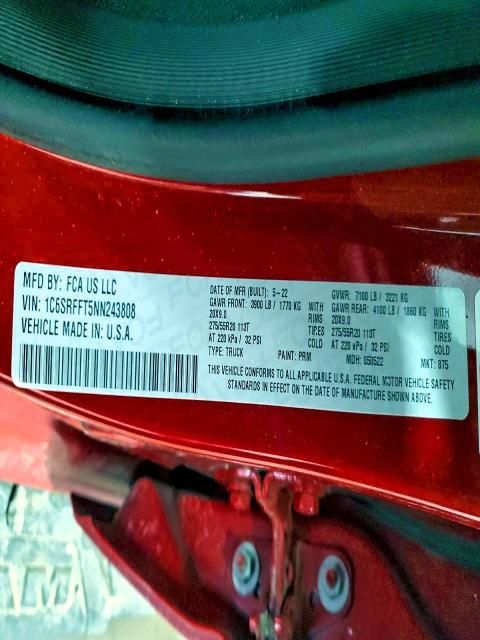 MFD BY: FCA US LLC
VIN: 1C6SRFFT5NN243808
VEHICLE MADE IN: U.S.A.
DATE OF MFR (BUILT): 5-22
GAWR FRONT: 3900 LB / 1770 KG WITH
20X9.0 RIMS
275/55R20 113T TIRES
AT 220 kPa / 32 PSI COLD
TYPE: TRUCK PAINT: PRM
GVWR: 7100 LB / 3221 KG
GAWR REAR: 4100 LB / 1860 KG WITH
20X9.0 RIMS
275/55R20 113T TIRES
AT 220 kPa / 32 PSI COLD
MDH: 050522 MKT: 875
THIS VEHICLE CONFORMS TO ALL APPLICABLE U.S.A. FEDERAL MOTOR VEHICLE SAFETY
STANDARDS IN EFFECT ON THE DATE OF MANUFACTURE SHOWN ABOVE.